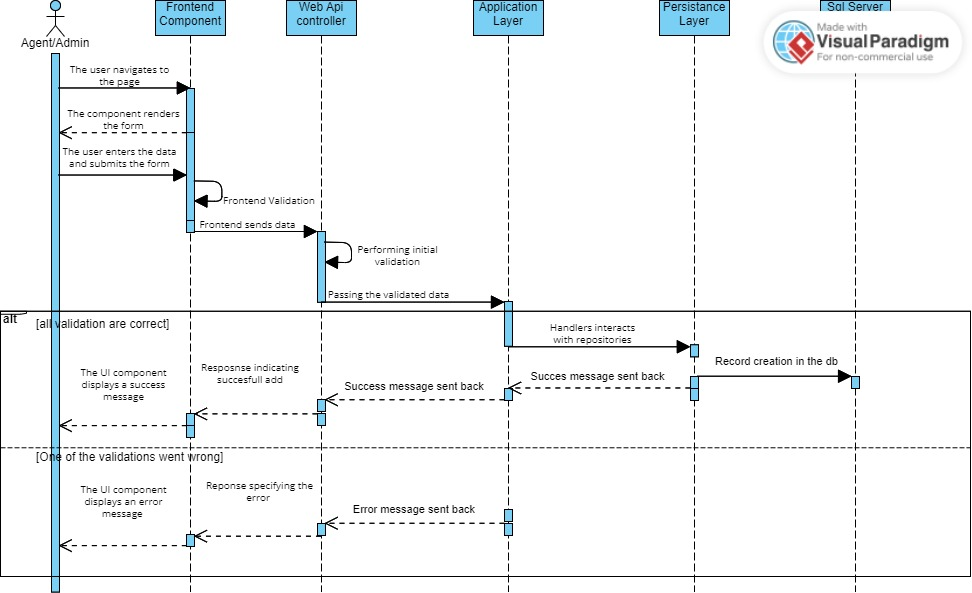 Frontend
Component
Web Api
controller
Application
Layer
Persistance
Layer
Sql Server
Made with
Visual Paradigm
For non-commercial use
Agent/Admin
The user navigates to
the page
The component renders
the form
The user enters the data
and submits the form
Frontend Validation
Frontend sends data
Performing initial
validation
Passing the validated data
alt
[all validation are correct]
Handlers interacts
with repositories
Record creation in the db
Succes message sent back
Success message sent back
Resposnse indicating
succesfull add
The UI component
displays a success
message
[One of the validations went wrong]
Error message sent back
Reponse specifying the
error
The UI component
displays an error
message